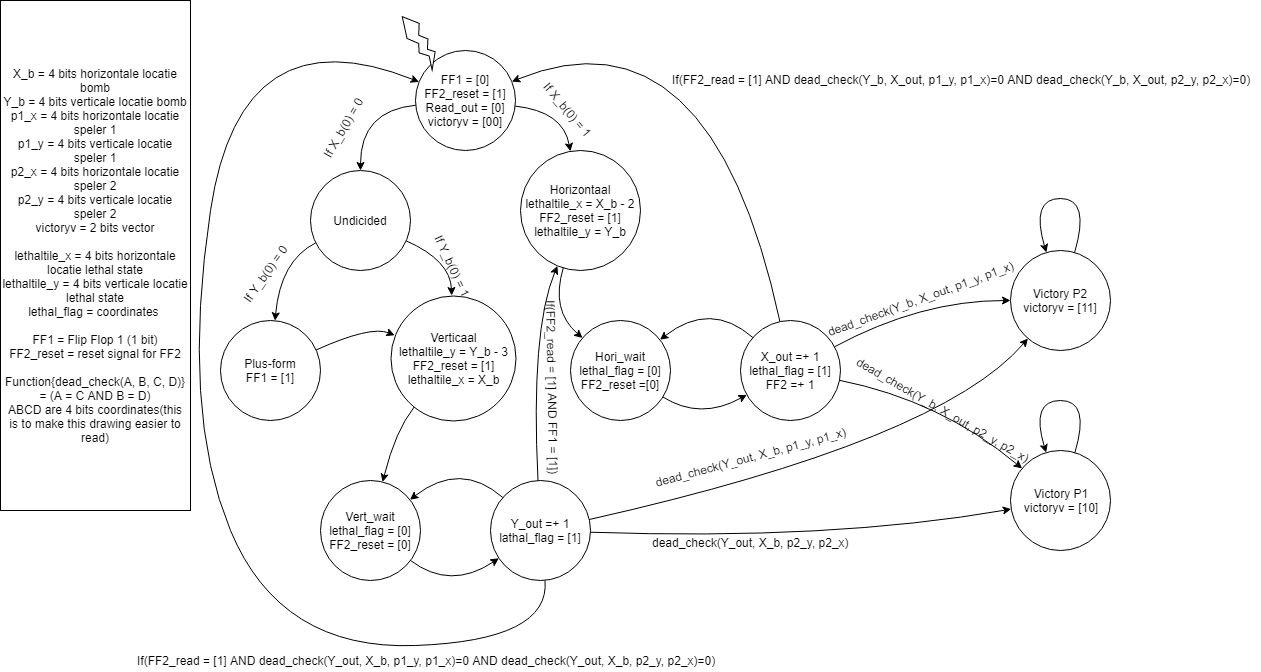 X_b = 4 bits horizontale locatie
bomb
Y_b = 4 bits verticale locatie bomb
p1_x = 4 bits horizontale locatie
speler 1
p1_y = 4 bits verticale locatie
speler 1
p2_x = 4 bits horizontale locatie
speler 2
p2_y = 4 bits verticale locatie
speler 2
victoryv = 2 bits vector
lethaltile_x = 4 bits horizontale
locatie lethal state
lethaltile_y = 4 bits verticale locatie
lethal state
lethal_flag = coordinates
FF1 = Flip Flop 1 (1 bit)
FF2_reset = reset signal for FF2
Function{dead_check(A, B, C, D)}
= (A = C AND B = D)
ABCD are 4 bits coordinates(this
is to make this drawing easier to
read)
FF1 = [0]
FF2_reset = [1]
Read_out = [0]
victoryv = [00]
If(FF2_read = [1] AND dead_check(Y_b, X_out, p1_y, p1_x)=0 AND dead_check(Y_b, X_out, p2_y, p2_x)=0)
If X_b(0) = 0
If X_b(0) = 1
Undicided
Horizontaal
lethaltile_x = X_b - 2
FF2_reset = [1]
lethaltile_y = Y_b
If Y_b(0) = 0
If Y_b(0) = 1
Plus-form
FF1 = [1]
Verticaal
lethaltile_y = Y_b - 3
FF2_reset = [1]
lethaltile_x = X_b
If(FF2_read = [1] AND FF1 = [1])
Hori_wait
lethal_flag = [0]
FF2_reset =[0]
X_out =+ 1
lethal_flag = [1]
FF2 =+ 1
dead_check(Y_b, X_out, p1_y, p1_x)
Victory P2
victoryv = [11]
dead_check(Y_b, X_out, p2_y, p2_x)
dead_check(Y_out, X_b, p1_y, p1_x)
Victory P1
victoryv = [10]
Vert_wait
lethal_flag = [0]
FF2_reset = [0]
Y_out =+ 1
lathal_flag = [1]
dead_check(Y_out, X_b, p2_y, p2_x)
If(FF2_read = [1] AND dead_check(Y_out, X_b, p1_y, p1_x)=0 AND dead_check(Y_out, X_b, p2_y, p2_x)=0)